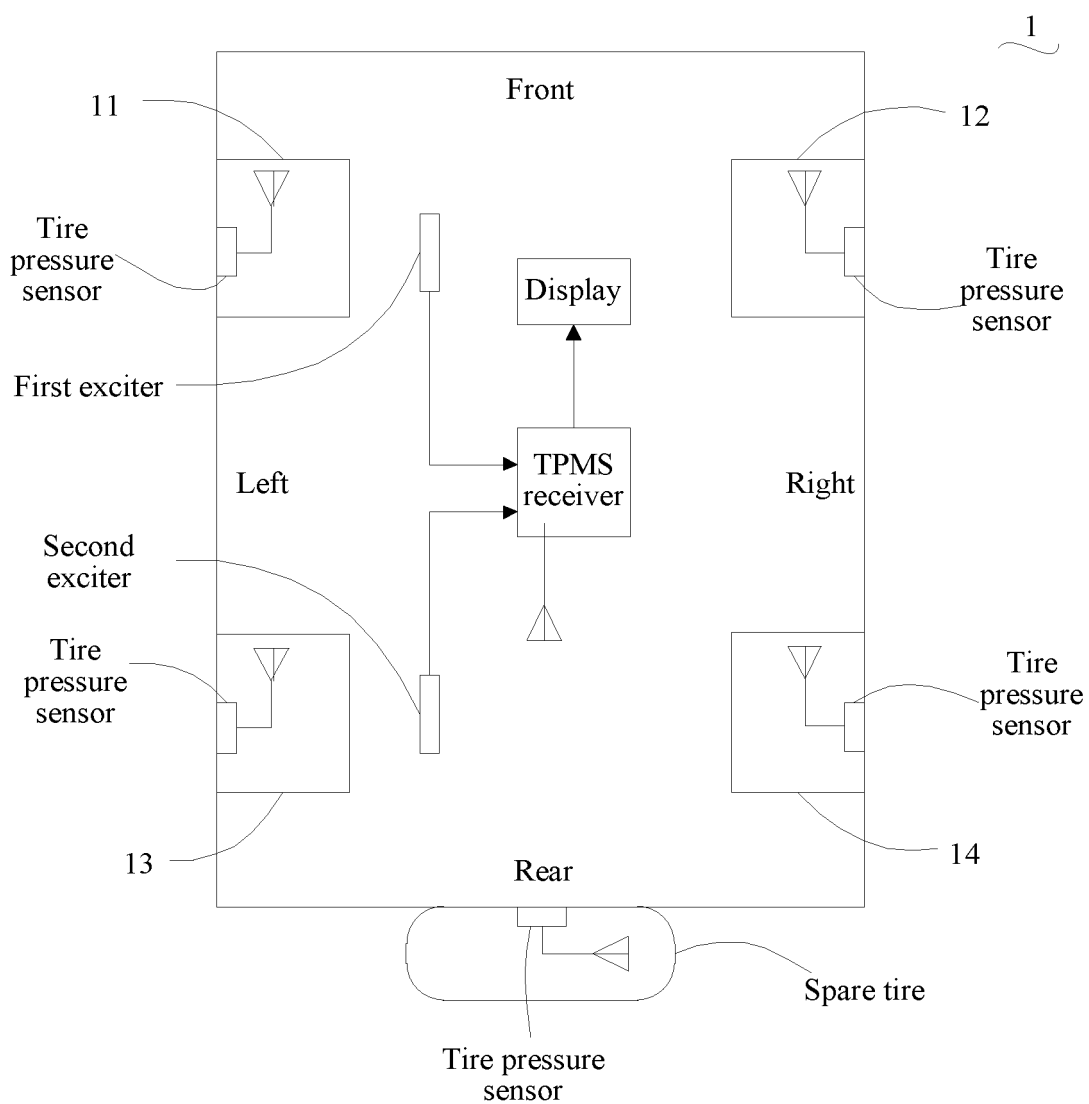 1
Front
11
12
Tire
pressure
sensor
Display
Tire
pressure
sensor
First exciter
TPMS
receiver
Left
Right
Second
exciter
Tire
pressure
sensor
Tire
pressure
sensor
13
14
Rear
Spare tire
Tire pressure
sensor